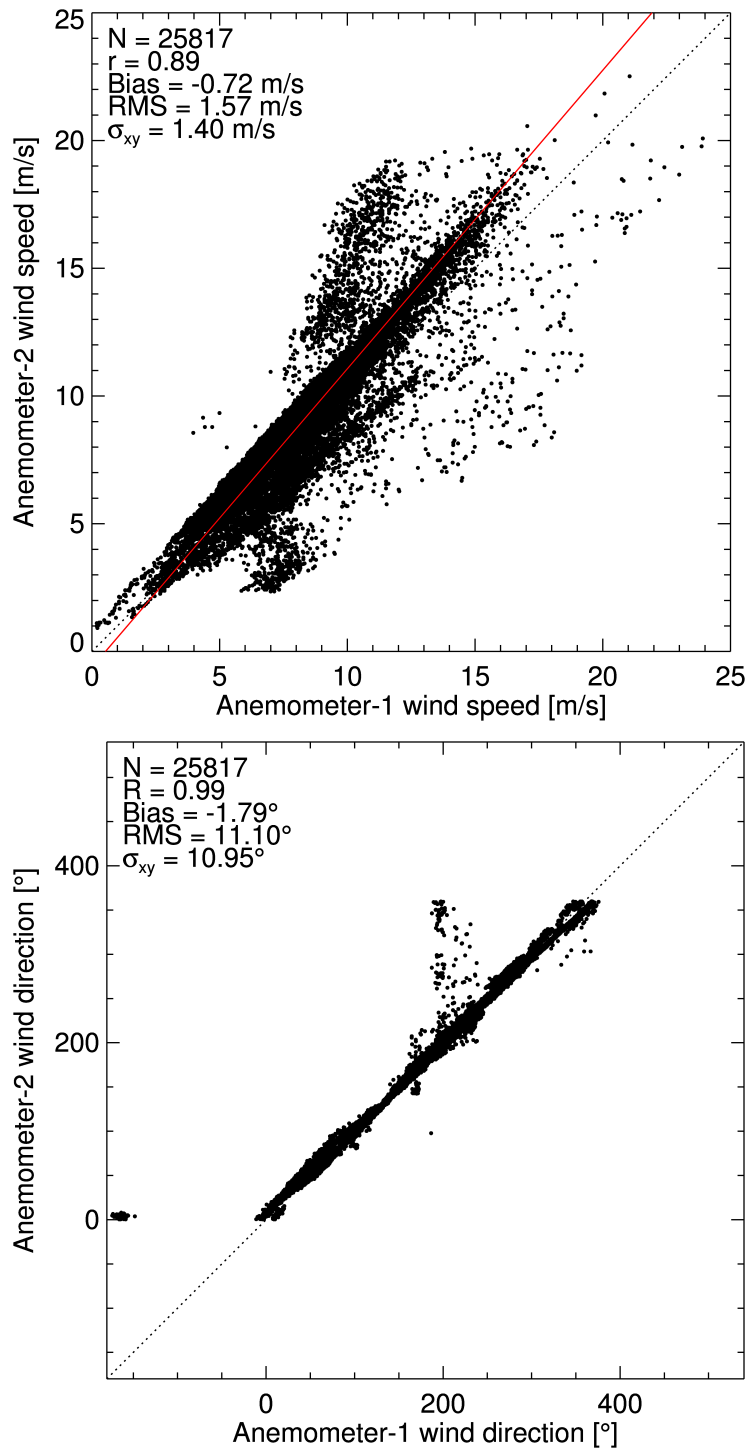 25
N = 25817
r = 0.89
Bias = -0.72 m/s
RMS = 1.57 m/s
σxy = 1.40 m/s
20
15
10
5
0
Anemometer-2 wind speed [m/s]
0 5 10 15 20 25
Anemometer-1 wind speed [m/s]
N = 25817
R = 0.99
Bias = -1.79°
RMS = 11.10°
σxy = 10.95°
400
200
0
Anemometer-2 wind direction [°]
0 200 400
Anemometer-1 wind direction [°]